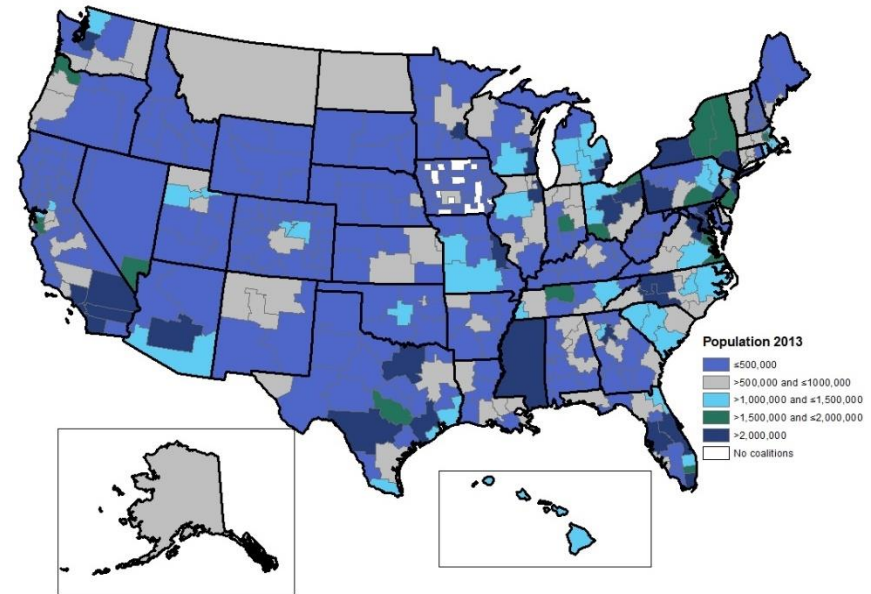 Population 2013
≤500,000
>500,000 and ≤1000,000
>1,000,000 and ≤1,500,000
>1,500,000 and ≤2,000,000
>2,000,000
No coalitions